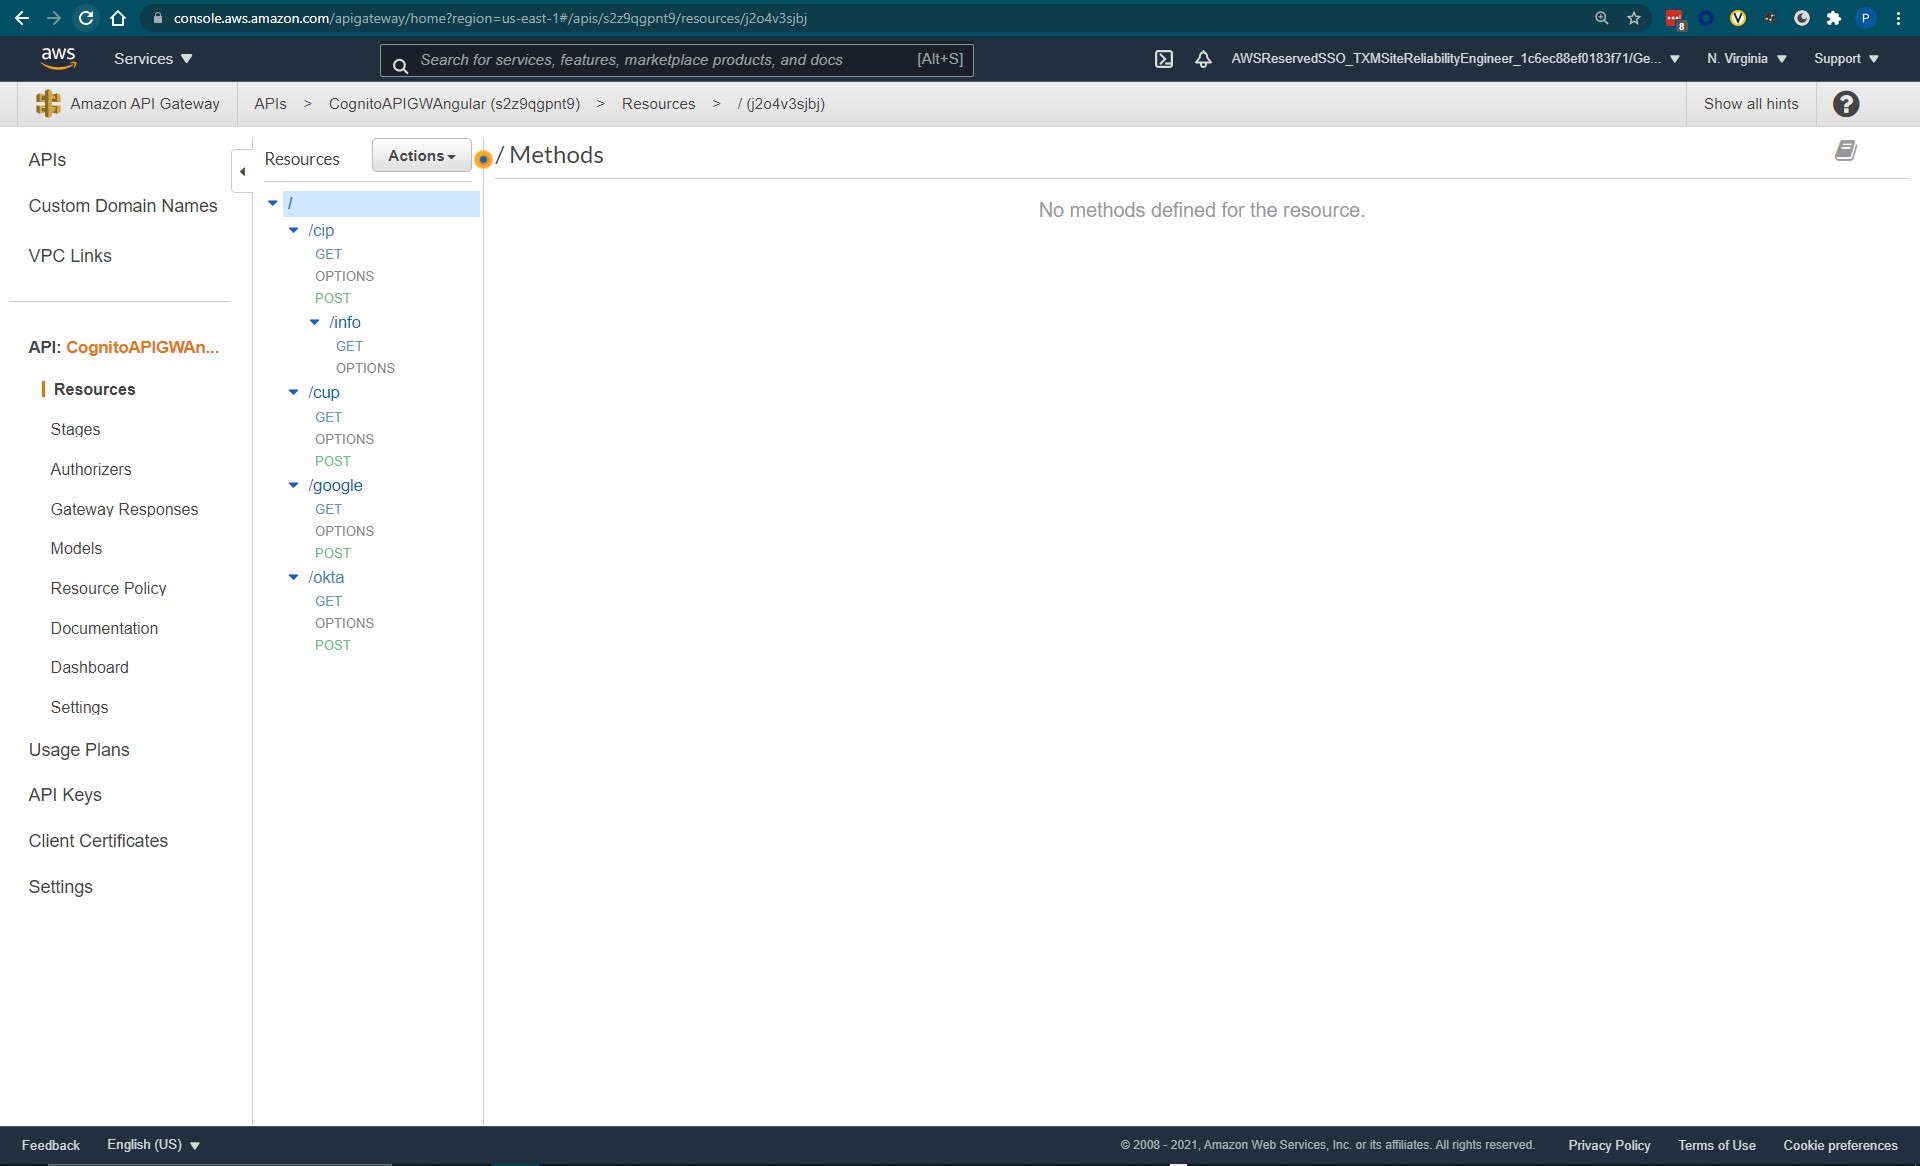 console.aws.amazon.com/apigateway/home?region=us-east-1#/apis/s2z9qgpnt9/resources/j2o4v3sjbj
8
V
P
aws
Services
Search for services, features, marketplace products, and docs
[Alt+S]
AWSReservedSSO_TXMSiteReliabilityEngineer_1c6ec88ef0183f71/Ge...
N. Virginia
Support
Amazon API Gateway
APIs > CognitoAPIGWAngular (s2z9qgpnt9) > Resources > / (j2o4v3sjbj)
Show all hints
?
APIs
Custom Domain Names
VPC Links
API: CognitoAPIGWAn...
Resources
Stages
Authorizers
Gateway Responses
Models
Resource Policy
Documentation
Dashboard
Settings
Usage Plans
API Keys
Client Certificates
Settings
Resources
Actions
/
/cip
GET
OPTIONS
POST
/info
GET
OPTIONS
/cup
GET
OPTIONS
POST
/google
GET
OPTIONS
POST
/okta
GET
OPTIONS
POST
/ Methods
No methods defined for the resource.
Feedback
English (US)
© 2008 - 2021, Amazon Web Services, Inc. or its affiliates. All rights reserved.
Privacy Policy
Terms of Use
Cookie preferences